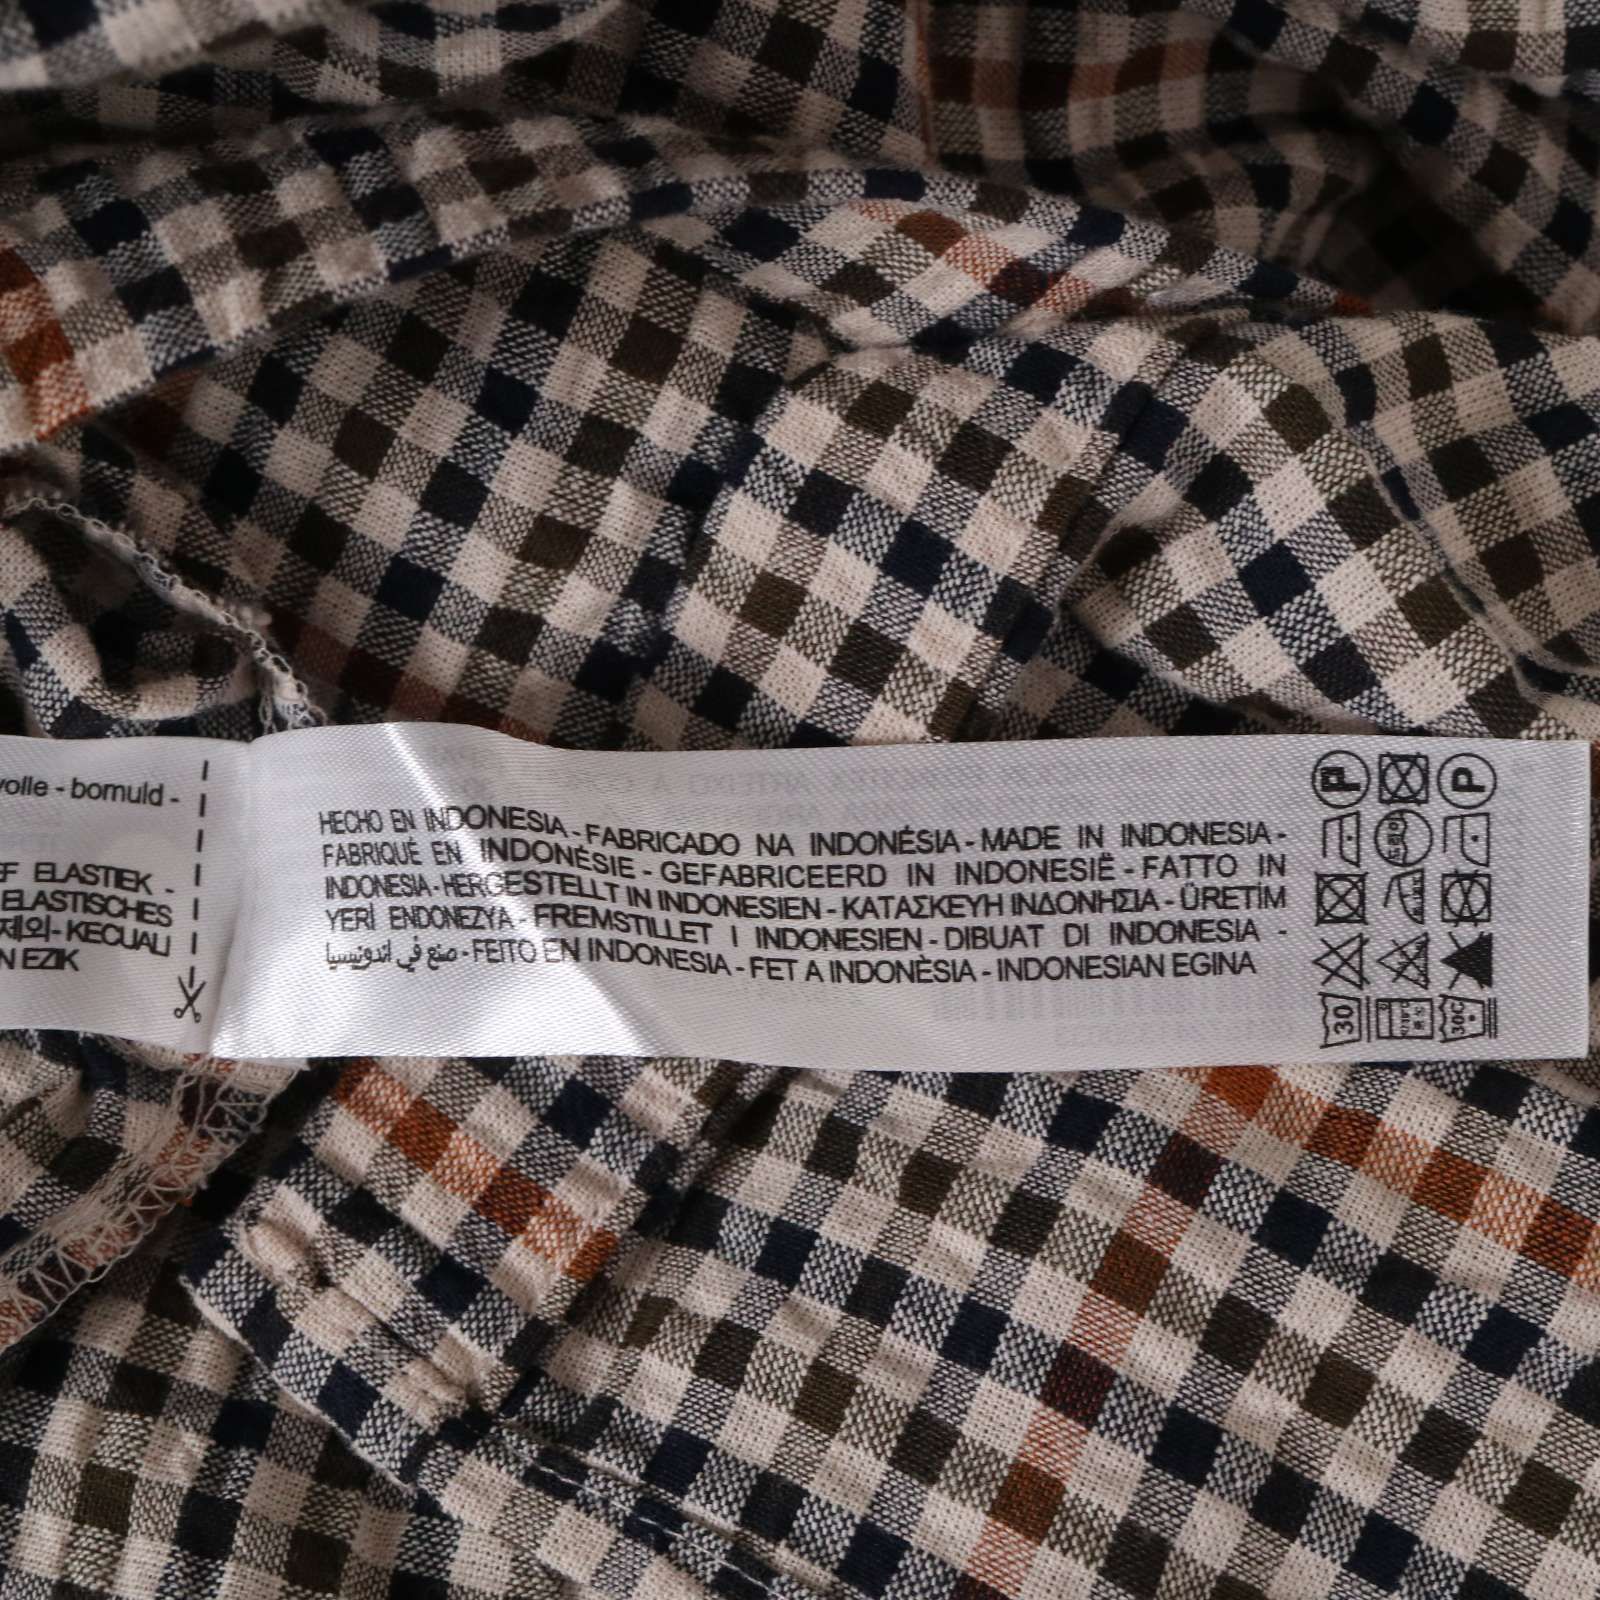 volle - bomuld -
EF ELASTIEK -
ELASTISCHES
제외 - KECUALI
N EZIK
HECHO EN INDONESIA - FABRICADO NA INDONÉSIA - MADE IN INDONESIA -
FABRIQUÉ EN INDONÉSIE - GEFABRICEERD IN INDONESIË - FATTO IN
INDONESIA - HERGESTELLT IN INDONESIEN - ΚΑΤΑΣΚΕΥΗ ΙΝΔΟΝΗΣΙΑ - ÜRETİM
YERİ ENDONEZYA - FREMSTILLET I INDONESIEN - DIBUAT DI INDONESIA -
صنع في اندونيسيا - FEITO EN INDONESIA - FET A INDONÈSIA - INDONESIAN EGINA
P P
30 30C